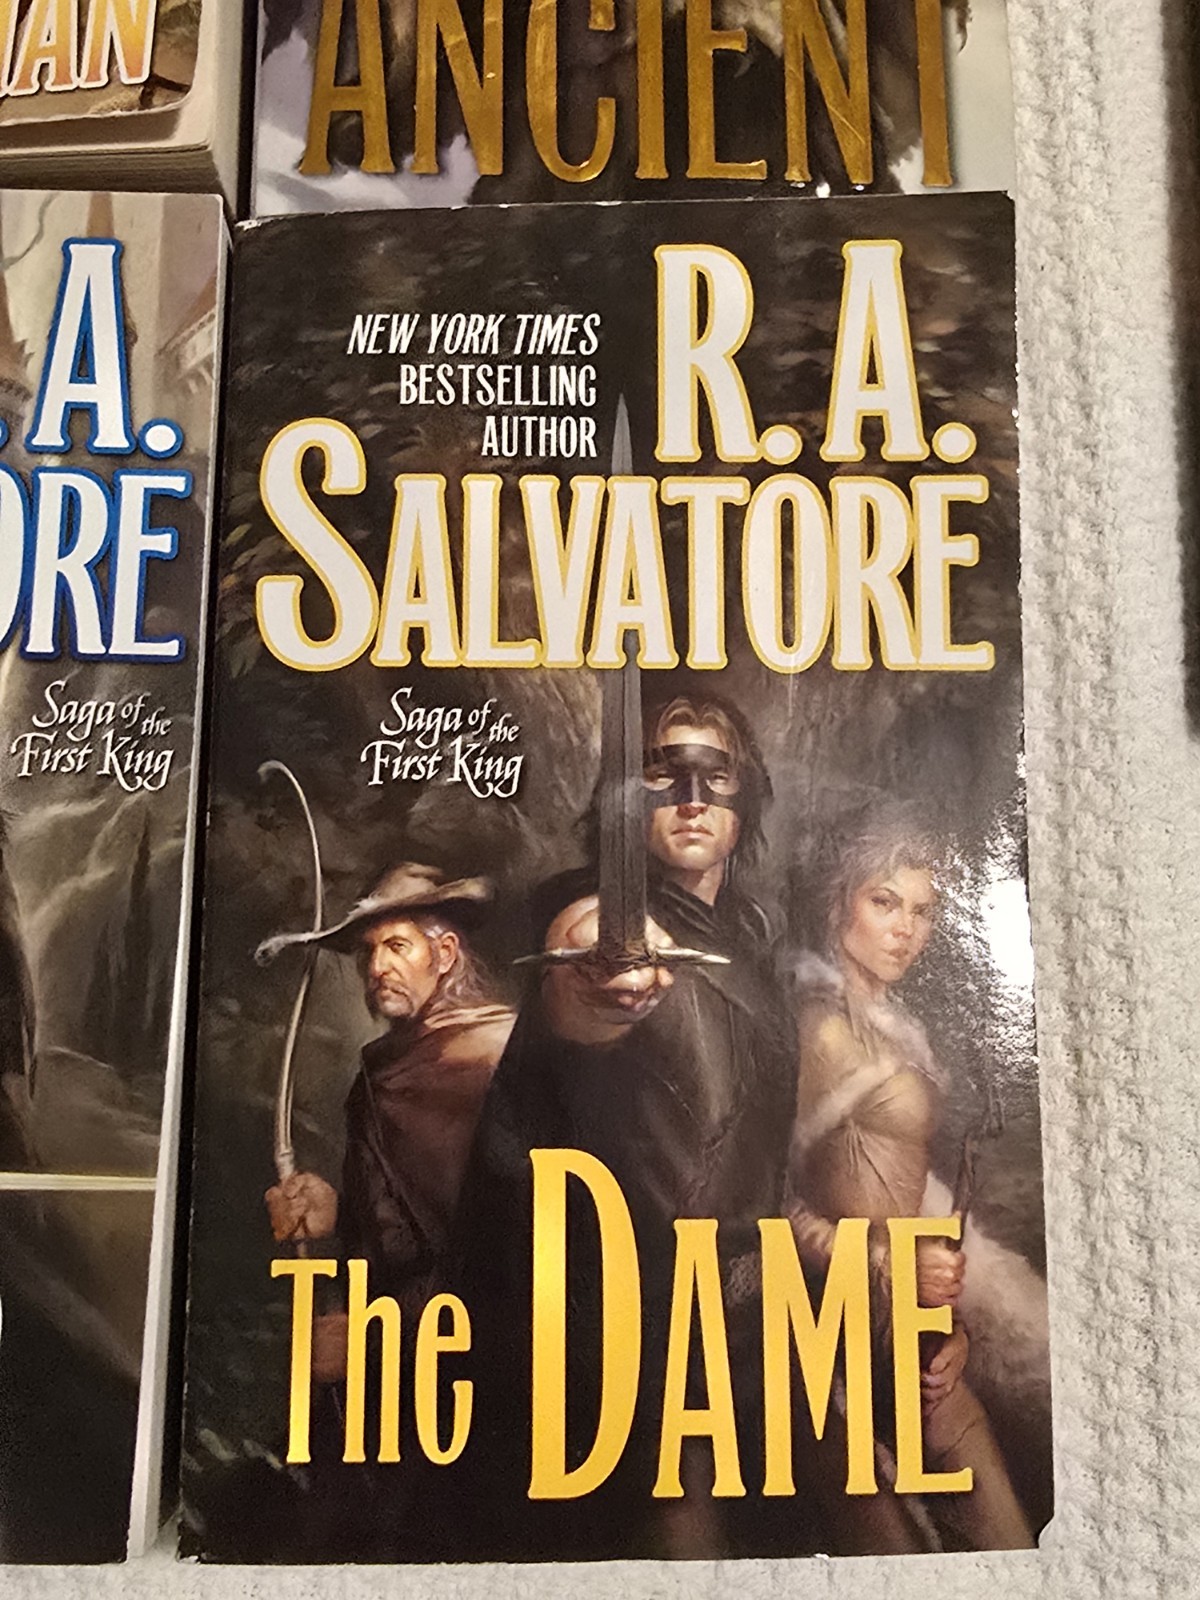 ANCIENT
A.
ORE
Saga of the
First King
NEW YORK TIMES
BESTSELLING
AUTHOR
R.A.
SALVATORE
Saga of the
First King
The DAME